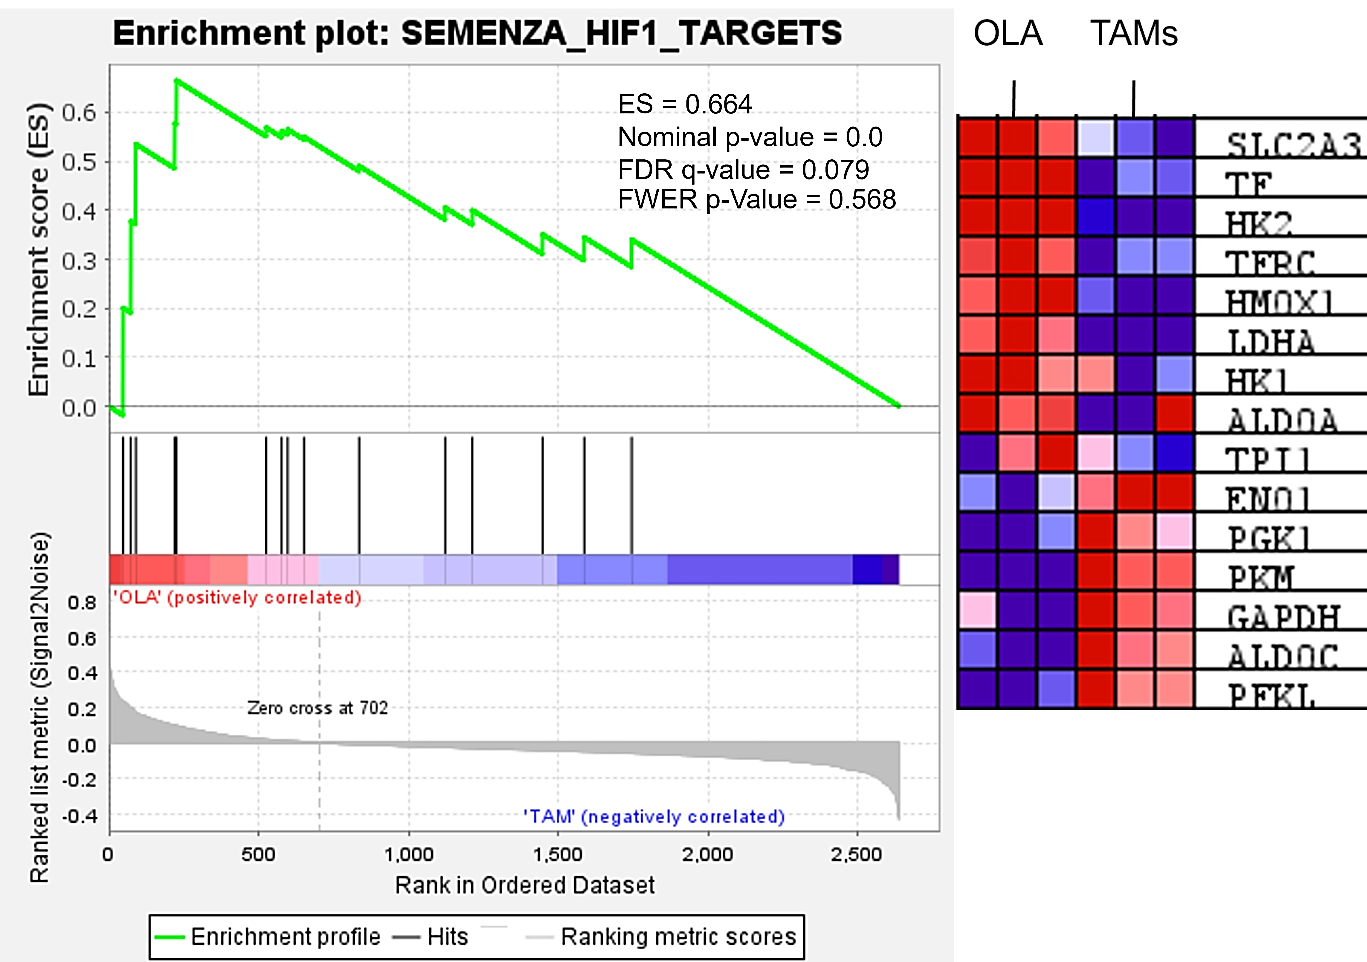 Enrichment plot: SEMENZA_HIF1_TARGETS
Enrichment score (ES)
0.6
0.5
0.4
0.3
0.2
0.1
0.0
ES = 0.664
Nominal p-value = 0.0
FDR q-value = 0.079
FWER p-Value = 0.568
'OLA' (positively correlated)
Ranked list metric (Signal2Noise)
0.8
0.6
0.4
0.2
0.0
-0.2
-0.4
Zero cross at 702
'TAM' (negatively correlated)
0 500 1,000 1,500 2,000 2,500
Rank in Ordered Dataset
Enrichment profile Hits Ranking metric scores
OLA TAMs
SLC2A3
TF
HK2
TFRC
HMOX1
LDHA
HK1
ALDOA
TPI1
ENO1
PGK1
PKM
GAPDH
ALDOC
PFKL